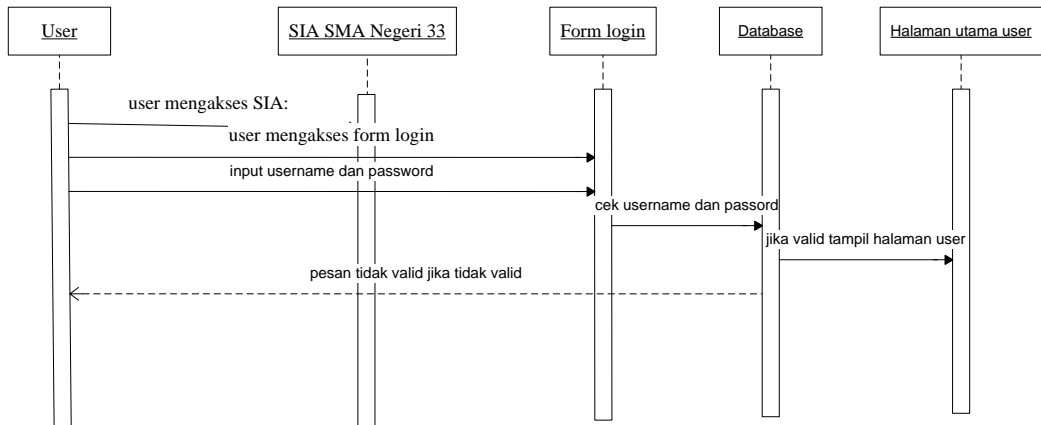 User
SIA SMA Negeri 33
Form login
Database
Halaman utama user
user mengakses SIA:
user mengakses form login
input username dan password
cek username dan passord
jika valid tampil halaman user
pesan tidak valid jika tidak valid